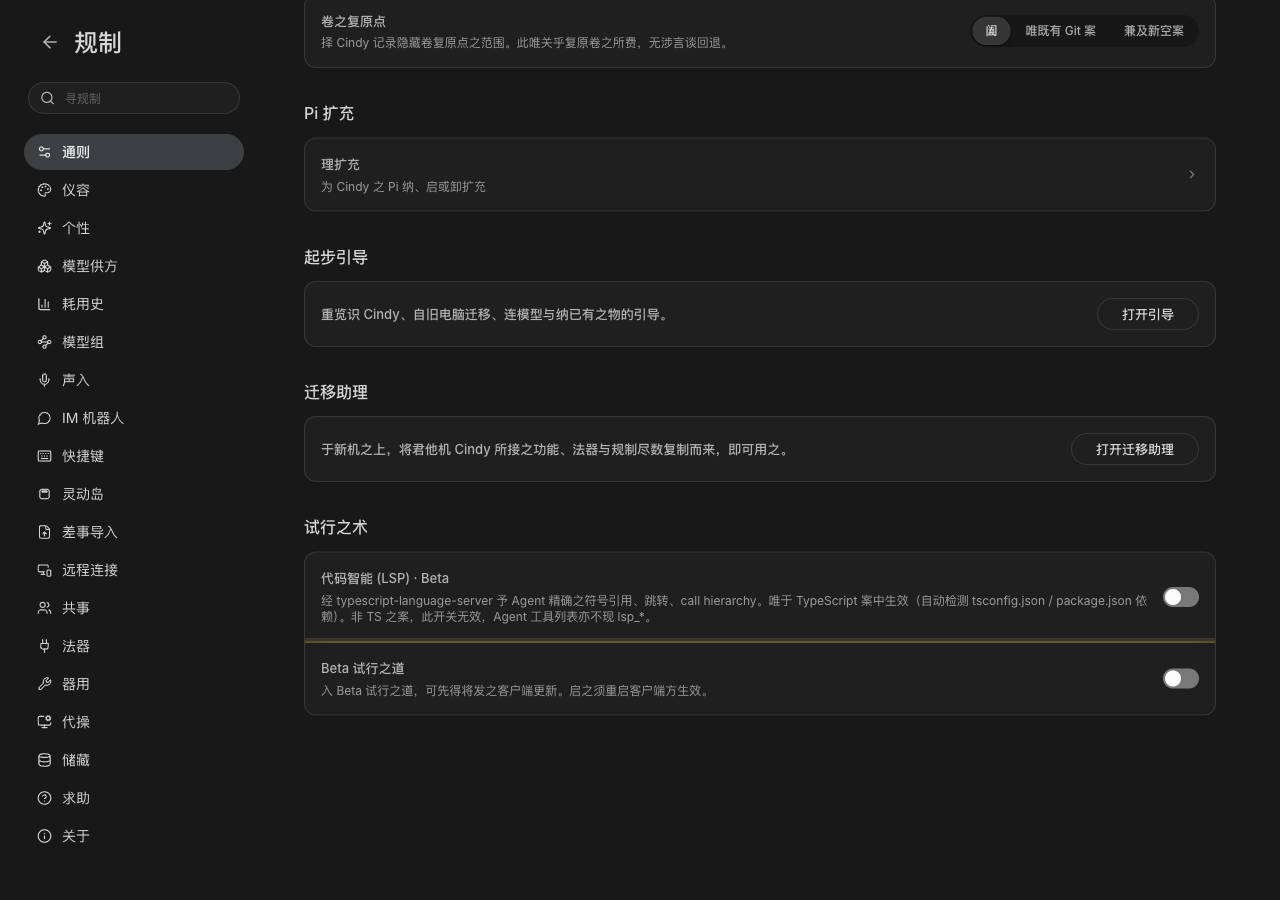 规制
寻规制
通则
仪容
个性
模型供方
耗用史
模型组
声入
IM 机器人
快捷键
灵动岛
差事导入
远程连接
共事
法器
器用
代操
储藏
求助
关于
卷之复原点
择 Cindy 记录隐藏卷复原点之范围。此唯关乎复原卷之所费，无涉言谈回退。
阖
唯既有 Git 案
兼及新空案
Pi 扩充
理扩充
为 Cindy 之 Pi 纳、启或卸扩充
起步引导
重览识 Cindy、自旧电脑迁移、连模型与纳已有之物的引导。
打开引导
迁移助理
于新机之上，将君他机 Cindy 所接之功能、法器与规制尽数复制而来，即可用之。
打开迁移助理
试行之术
代码智能 (LSP) · Beta
经 typescript-language-server 予 Agent 精确之符号引用、跳转、call hierarchy。唯于 TypeScript 案中生效（自动检测 tsconfig.json / package.json 依
赖）。非 TS 之案，此开关无效，Agent 工具列表亦不现 lsp_*。
Beta 试行之道
入 Beta 试行之道，可先得将发之客户端更新。启之须重启客户端方生效。